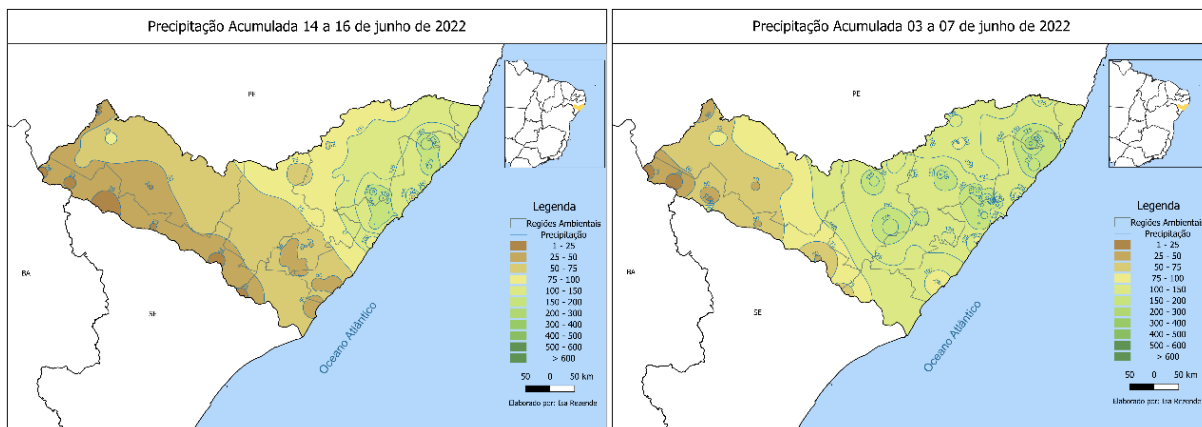 Precipitação Acumulada 14 a 16 de junho de 2022
PE
BA
SE
Oceano Atlântico
Legenda
Regiões Ambientais
Precipitação
1 - 25
25 - 50
50 - 75
75 - 100
100 - 150
150 - 200
200 - 300
300 - 400
400 - 500
500 - 600
> 600
50 0 50 km
Elaborado por: Isa Rezende
Precipitação Acumulada 03 a 07 de junho de 2022
PE
BA
SE
Oceano Atlântico
Legenda
Regiões Ambientais
Precipitação
1 - 25
25 - 50
50 - 75
75 - 100
100 - 150
150 - 200
200 - 300
300 - 400
400 - 500
500 - 600
> 600
50 0 50 km
Elaborado por: Isa Rezende